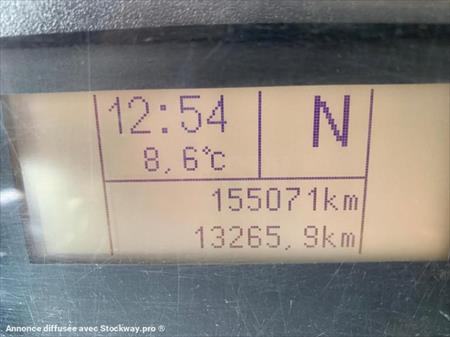 12:54 N
8,6°c
155071km
13265,9km
Annonce diffusée avec Stockway.pro ®